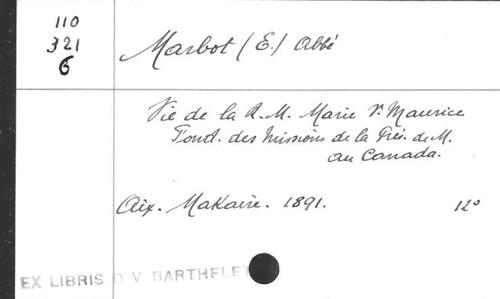 110
321
6
Marbot (E.) Abbé
Vie de la R. M. Marie St Maurice
Fond. des Missions de la Prés. de M.
au Canada.
Aix. Makaire. 1891. 12°
EX LIBRIS D. V. BARTHELET